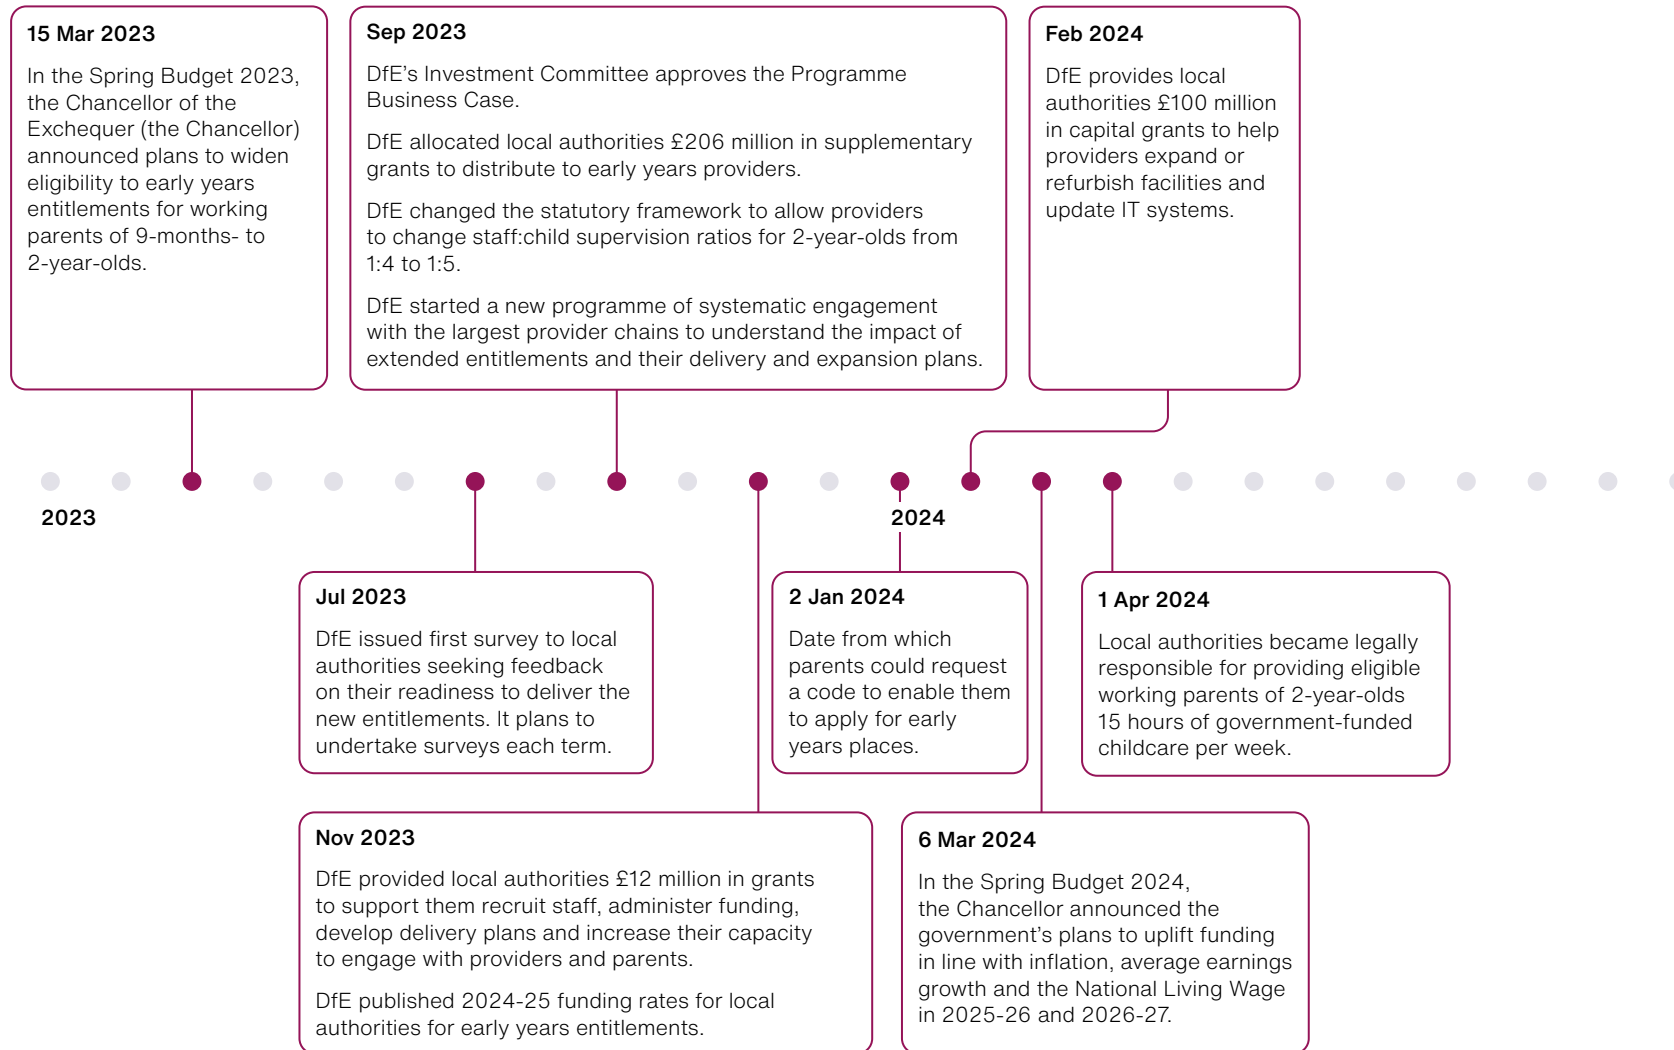 15 Mar 2023
In the Spring Budget 2023,
the Chancellor of the
Exchequer (the Chancellor)
announced plans to widen
eligibility to early years
entitlements for working
parents of 9-months- to
2-year-olds.
Sep 2023
DfE’s Investment Committee approves the Programme
Business Case.
DfE allocated local authorities £206 million in supplementary
grants to distribute to early years providers.
DfE changed the statutory framework to allow providers
to change staff:child supervision ratios for 2-year-olds from
1:4 to 1:5.
DfE started a new programme of systematic engagement
with the largest provider chains to understand the impact of
extended entitlements and their delivery and expansion plans.
Feb 2024
DfE provides local
authorities £100 million
in capital grants to help
providers expand or
refurbish facilities and
update IT systems.
2023
2024
Jul 2023
DfE issued first survey to local
authorities seeking feedback
on their readiness to deliver the
new entitlements. It plans to
undertake surveys each term.
2 Jan 2024
Date from which
parents could request
a code to enable them
to apply for early
years places.
1 Apr 2024
Local authorities became legally
responsible for providing eligible
working parents of 2-year-olds
15 hours of government-funded
childcare per week.
Nov 2023
DfE provided local authorities £12 million in grants
to support them recruit staff, administer funding,
develop delivery plans and increase their capacity
to engage with providers and parents.
DfE published 2024-25 funding rates for local
authorities for early years entitlements.
6 Mar 2024
In the Spring Budget 2024,
the Chancellor announced the
government’s plans to uplift funding
in line with inflation, average earnings
growth and the National Living Wage
in 2025-26 and 2026-27.